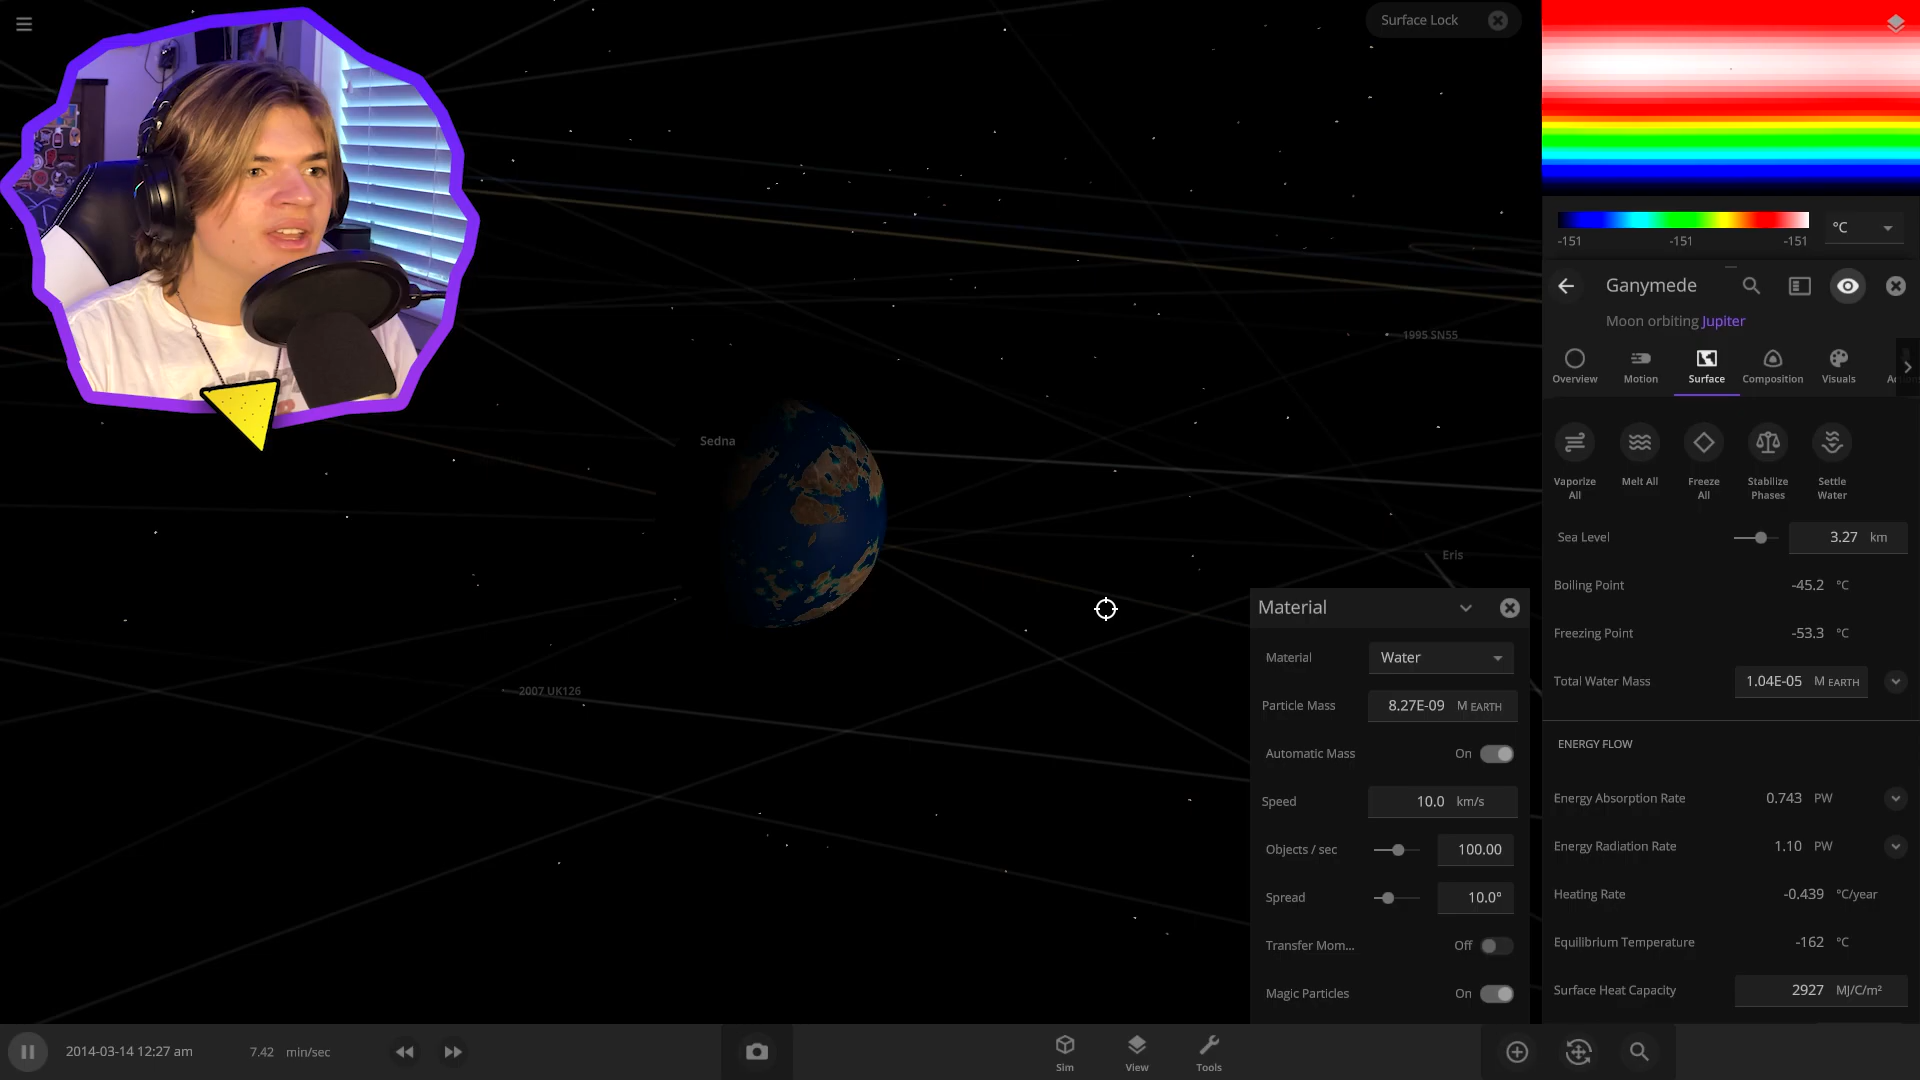 Surface Lock
-151 -151 -151 °C
Ganymede
Moon orbiting Jupiter
Overview Motion Surface Composition Visuals
Vaporize All
Melt All
Freeze All
Stabilize Phases
Settle Water
Sea Level 3.27 km
Boiling Point -45.2 °C
Freezing Point -53.3 °C
Total Water Mass 1.04E-05 M EARTH
ENERGY FLOW
Energy Absorption Rate 0.743 PW
Energy Radiation Rate 1.10 PW
Heating Rate -0.439 °C/year
Equilibrium Temperature -162 °C
Surface Heat Capacity 2927 MJ/C/m²
1995 SN55
Sedna
Eris
2007 UK126
Material
Material Water
Particle Mass 8.27E-09 M EARTH
Automatic Mass On
Speed 10.0 km/s
Objects / sec 100.00
Spread 10.0°
Transfer Mom... Off
Magic Particles On
2014-03-14 12:27 am 7.42 min/sec
Sim View Tools